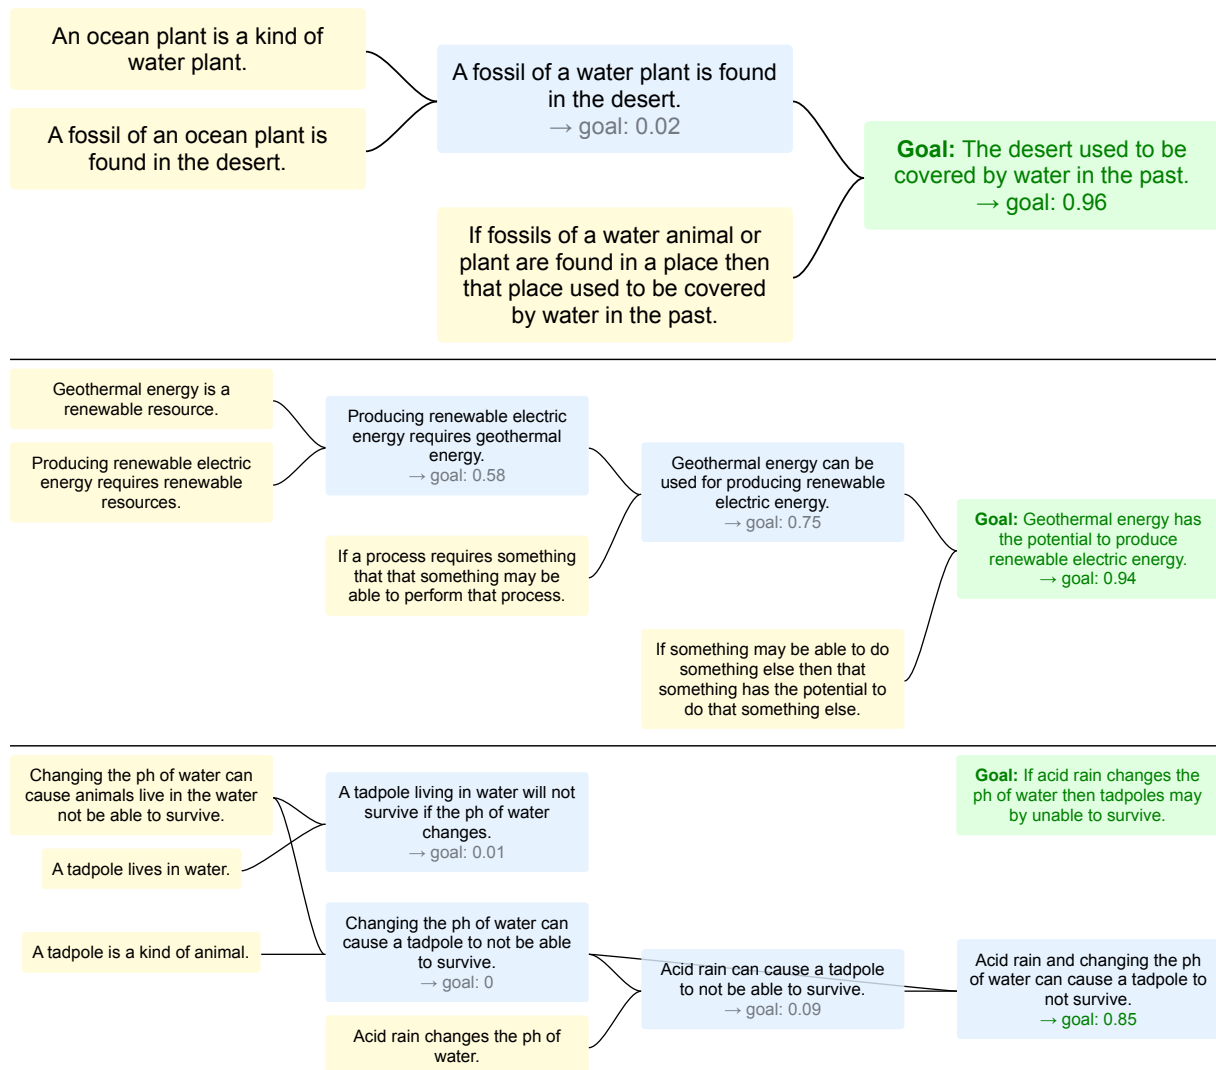 An ocean plant is a kind of
water plant.
A fossil of an ocean plant is
found in the desert.
A fossil of a water plant is found
in the desert.
→ goal: 0.02
If fossils of a water animal or
plant are found in a place then
that place used to be covered
by water in the past.
Goal: The desert used to be
covered by water in the past.
→ goal: 0.96
Geothermal energy is a
renewable resource.
Producing renewable electric
energy requires renewable
resources.
Producing renewable electric
energy requires geothermal
energy.
→ goal: 0.58
If a process requires something
that that something may be
able to perform that process.
Geothermal energy can be
used for producing renewable
electric energy.
→ goal: 0.75
If something may be able to do
something else then that
something has the potential to
do that something else.
Goal: Geothermal energy has
the potential to produce
renewable electric energy.
→ goal: 0.94
Changing the ph of water can
cause animals live in the water
not be able to survive.
A tadpole lives in water.
A tadpole is a kind of animal.
A tadpole living in water will not
survive if the ph of water
changes.
→ goal: 0.01
Changing the ph of water can
cause a tadpole to not be able
to survive.
→ goal: 0
Acid rain changes the ph of
water.
Acid rain can cause a tadpole
to not be able to survive.
→ goal: 0.09
Goal: If acid rain changes the
ph of water then tadpoles may
by unable to survive.
Acid rain and changing the ph
of water can cause a tadpole to
not survive.
→ goal: 0.85